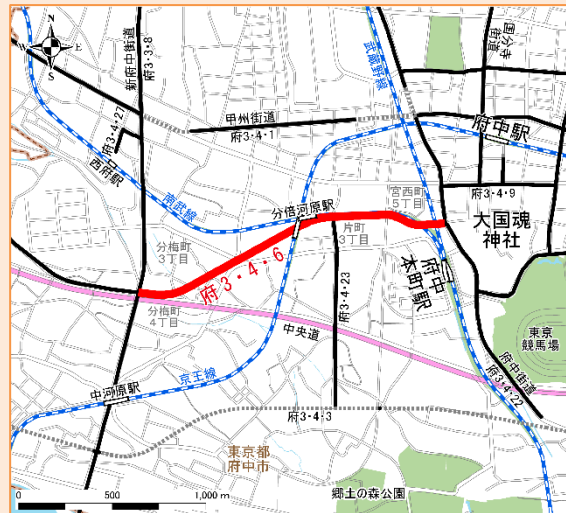 N
W
E
S
新府中街道
府3・3・8
国分寺
街道
武蔵野線
甲州街道
府3・4・1
府中駅
府3・4・27
西府駅
南武線
分倍河原駅
宮西町
5丁目
府3・4・9
大国魂
神社
片町
3丁目
分梅町
3丁目
府3・4・6
府中
本町駅
府3・4・23
分梅町
4丁目
中央道
東京
競馬場
京王線
中河原駅
府中街道
府3・4・22
府3・4・3
東京都
府中市
郷土の森公園
0
500
1,000 m